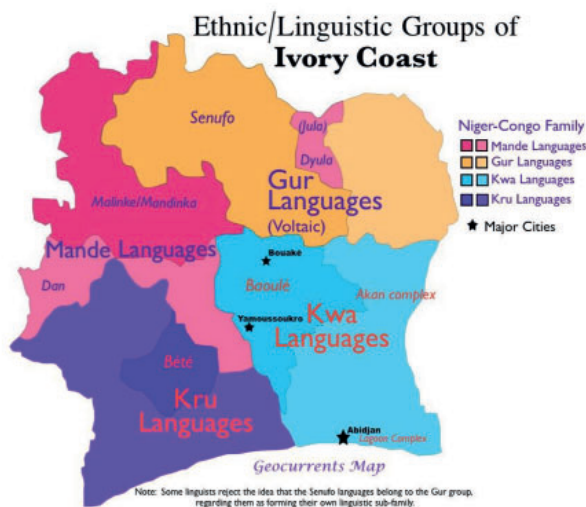 Ethnic/Linguistic Groups of
Ivory Coast
Senufo
(Jula)
Dyula
Niger-Congo Family
Mande Languages
Gur Languages
Kwa Languages
Kru Languages
Major Cities
Gur
Languages
(Voltaic)
Malinke/Mandinka
Mande Languages
Bouaké
Dan
Baoulé
Akan complex
Yamoussoukro
Kwa
Languages
Bété
Kru
Languages
Abidjan
Lagoon Complex
Geocurrents Map
Note: Some linguists reject the idea that the Senufo languages belong to the Gur group,
regarding them as forming their own linguistic sub-family.